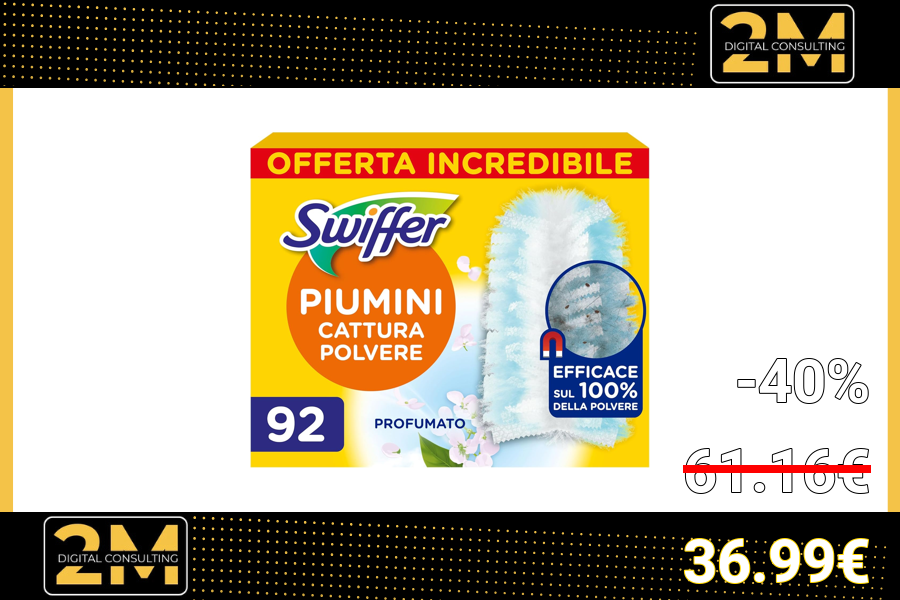 2M
DIGITAL CONSULTING
OFFERTA INCREDIBILE
Swiffer
PIUMINI
CATTURA
POLVERE
EFFICACE
SUL 100%
DELLA POLVERE
92
PROFUMATO
-40%
61.16€
2M
DIGITAL CONSULTING
36.99€